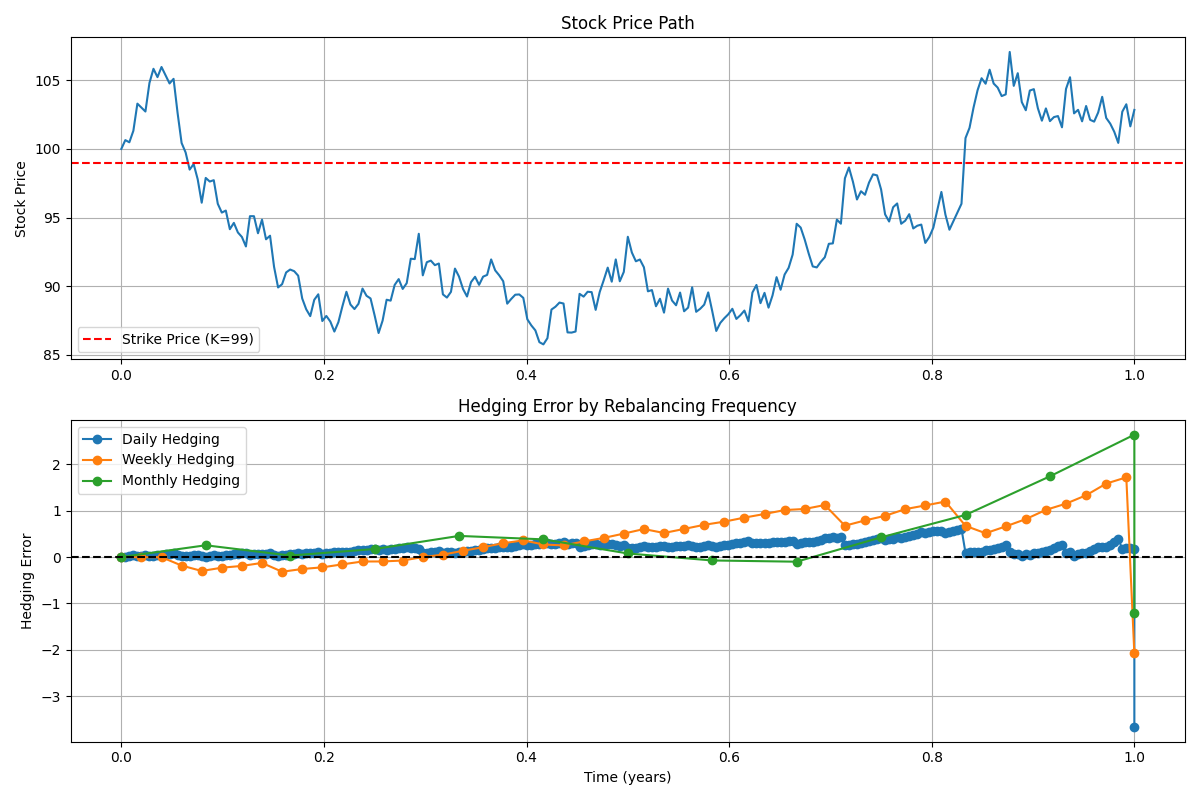 Stock Price Path
Stock Price
105
100
95
90
85
Strike Price (K=99)
0.0 0.2 0.4 0.6 0.8 1.0
Hedging Error by Rebalancing Frequency
Hedging Error
2
1
0
−1
−2
−3
Daily Hedging
Weekly Hedging
Monthly Hedging
0.0 0.2 0.4 0.6 0.8 1.0
Time (years)